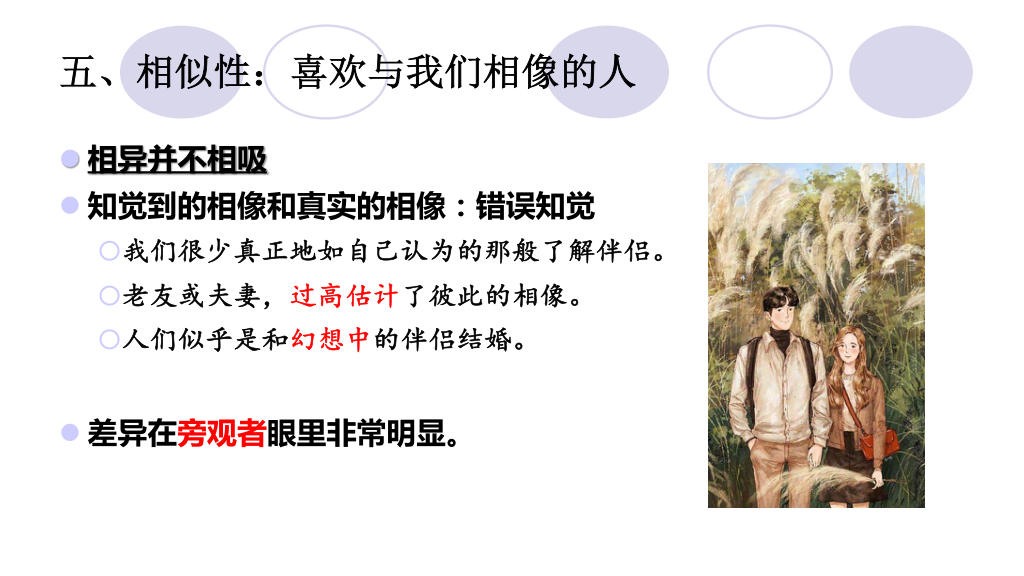 五、相似性：喜欢与我们相像的人
相异并不相吸
知觉到的相像和真实的相像：错误知觉
我们很少真正地如自己认为的那般了解伴侣。
老友或夫妻，过高估计了彼此的相像。
人们似乎是和幻想中的伴侣结婚。
差异在旁观者眼里非常明显。